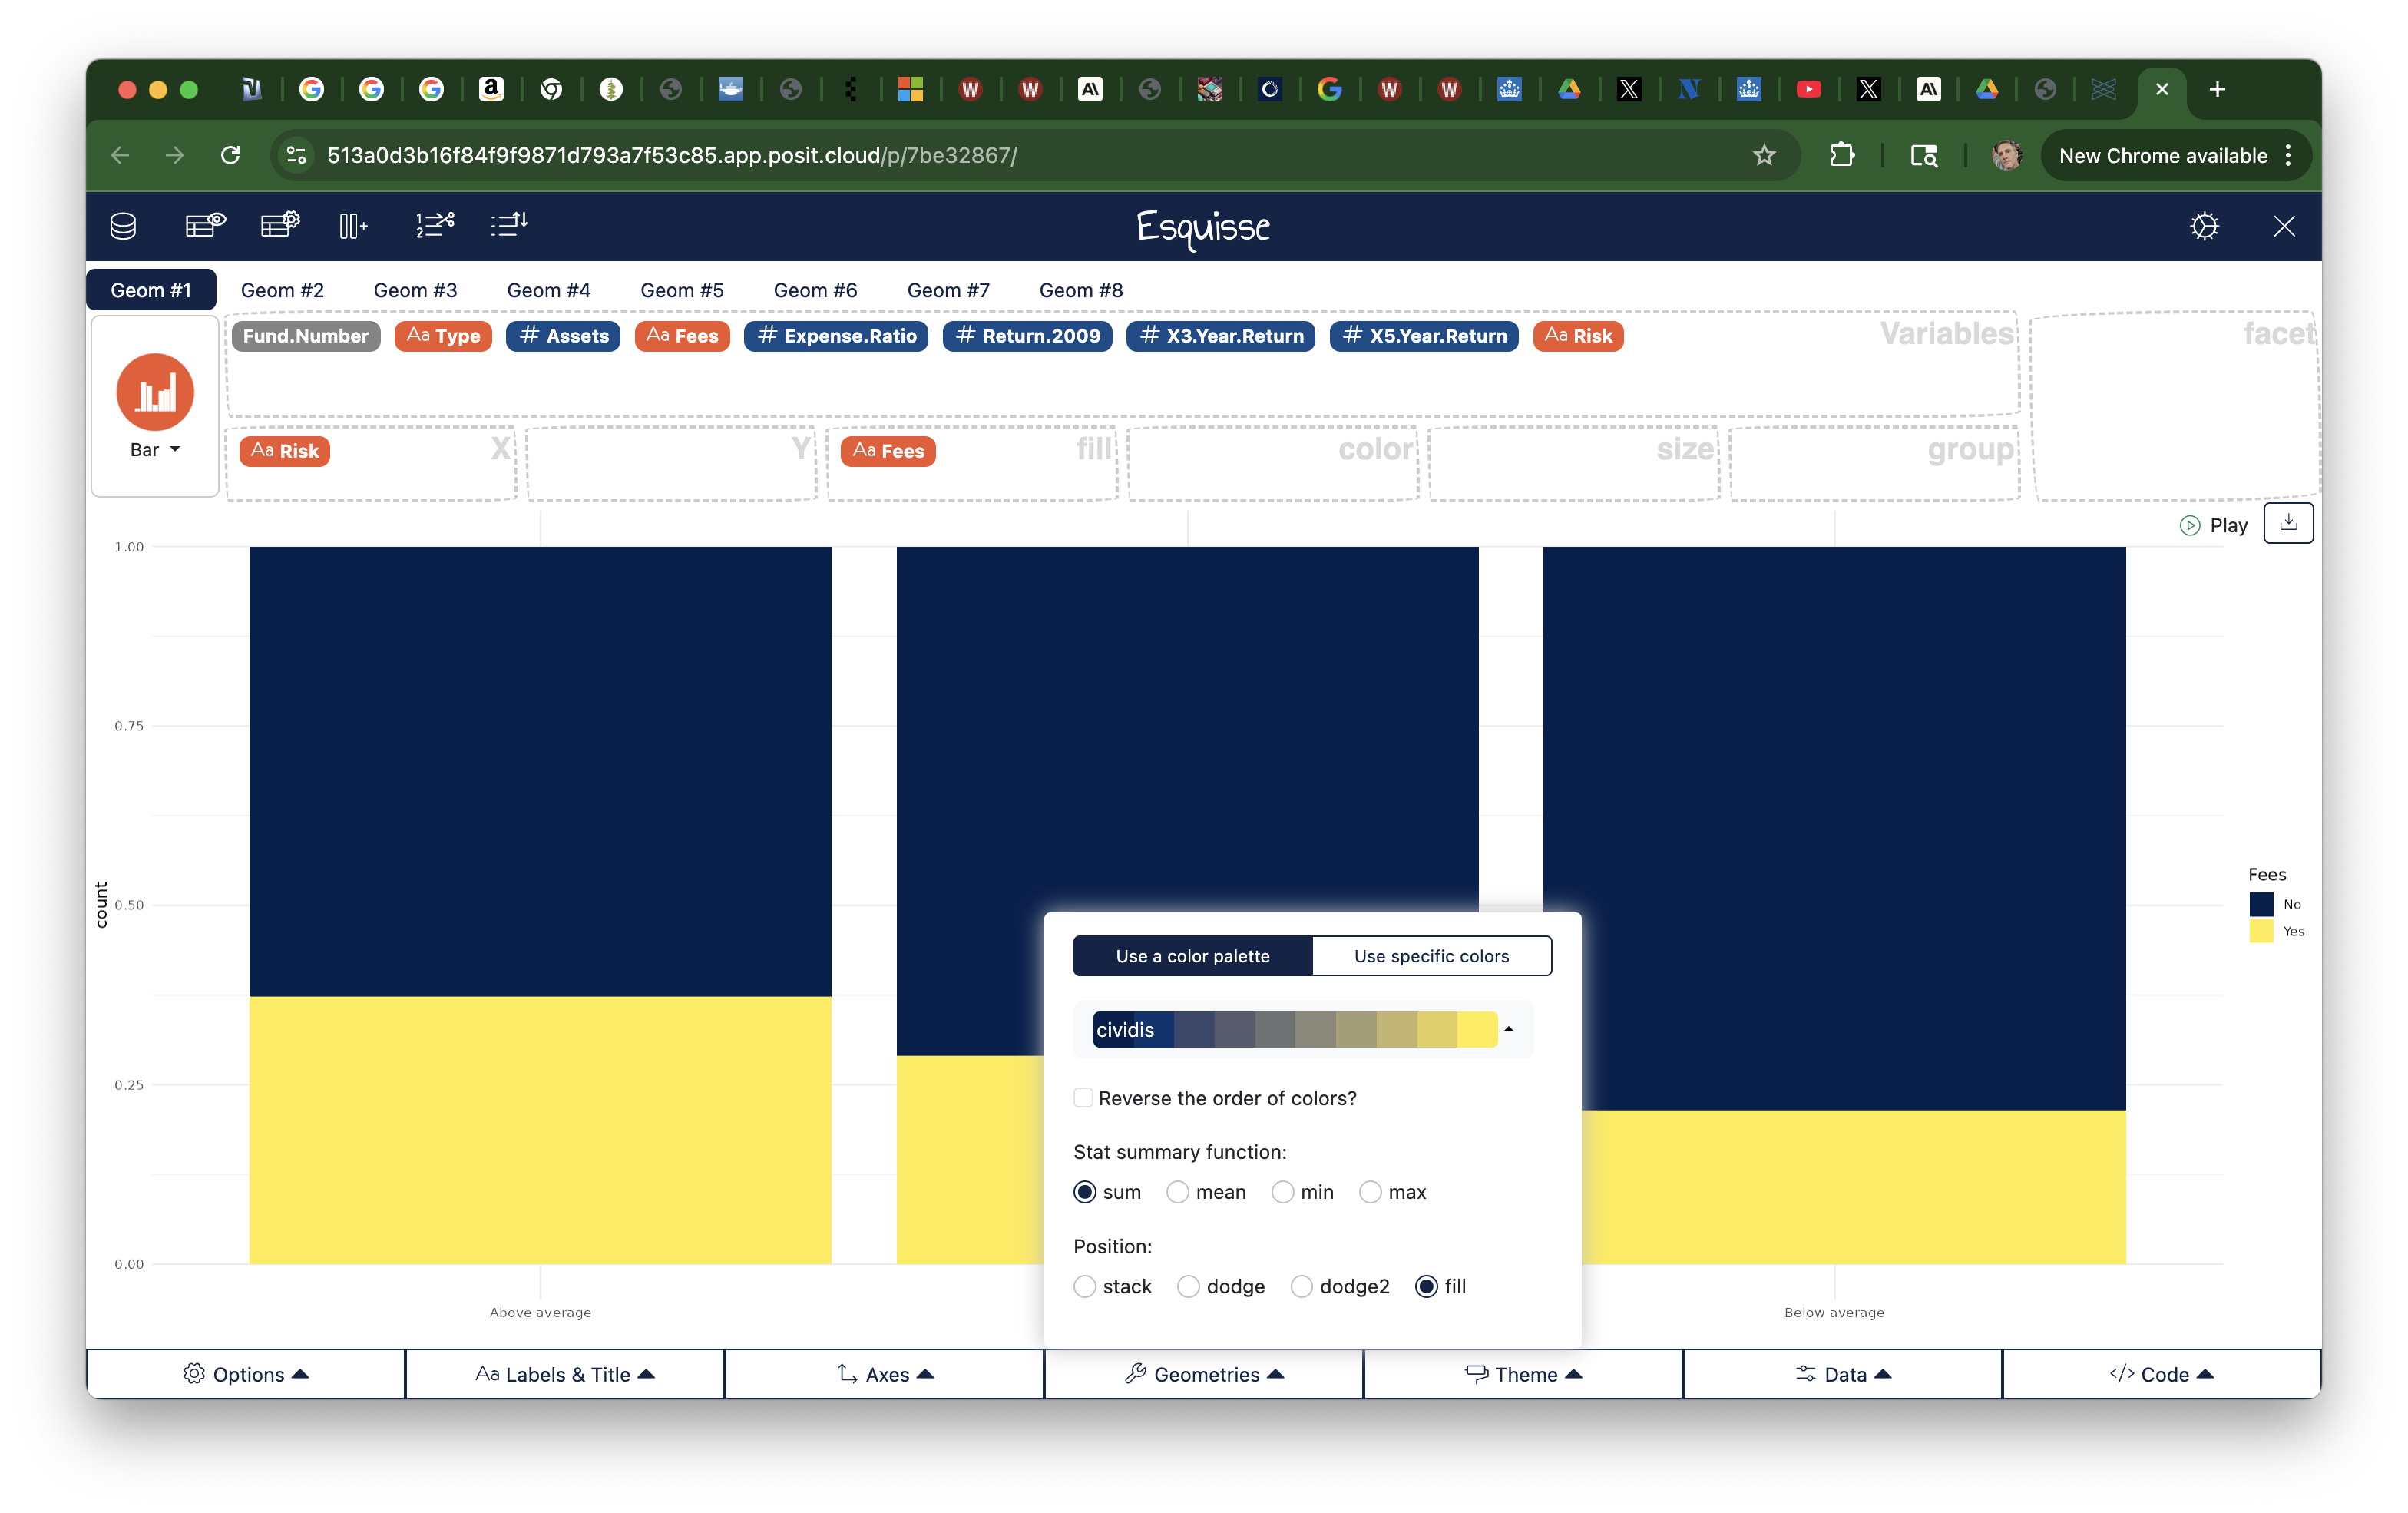 513a0d3b16f84f9f9871d793a7f53c85.app.posit.cloud/p/7be32867/
New Chrome available
Esquisse
Geom #1 Geom #2 Geom #3 Geom #4 Geom #5 Geom #6 Geom #7 Geom #8
Fund.Number Aa Type # Assets Aa Fees # Expense.Ratio # Return.2009 # X3.Year.Return # X5.Year.Return Aa Risk Variables facet
Bar
Aa Risk X Y Aa Fees fill color size group
Play
1.00
0.75
0.50
0.25
0.00
count
Above average
Below average
Fees
No
Yes
Use a color palette Use specific colors
cividis
Reverse the order of colors?
Stat summary function:
sum mean min max
Position:
stack dodge dodge2 fill
Options Aa Labels & Title Axes Geometries Theme Data </> Code